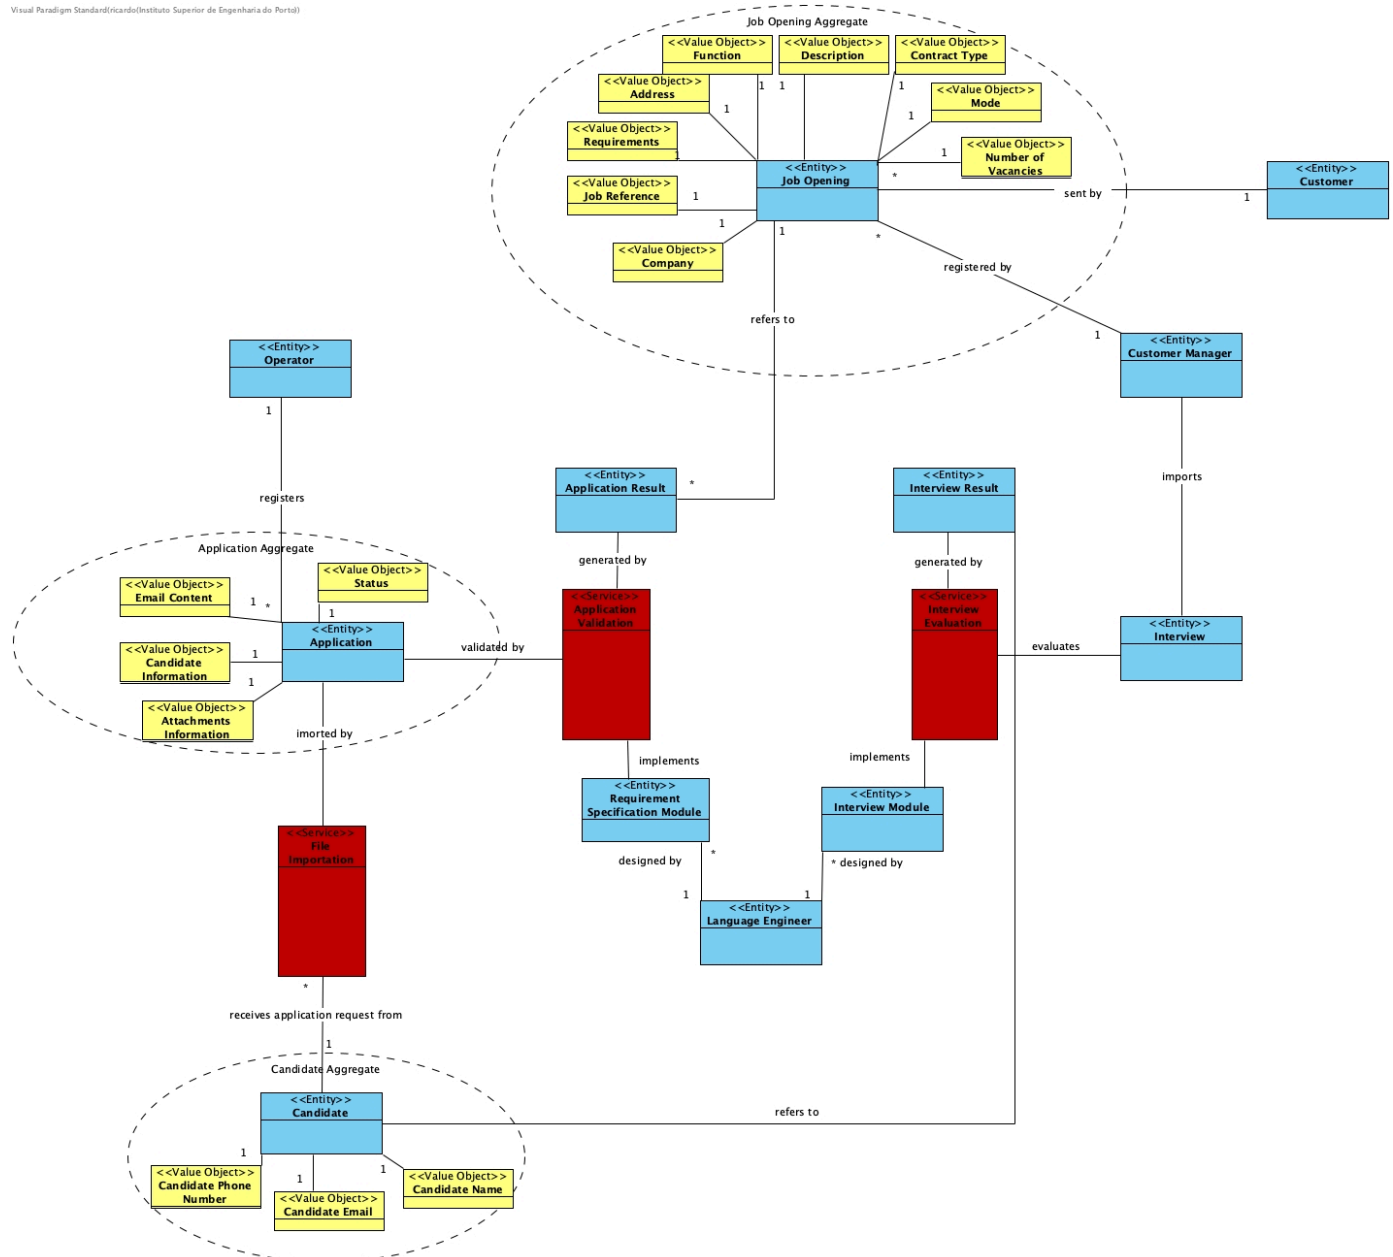 Visual Paradigm Standard(ricardo(Instituto Superior de Engenharia do Porto))
Job Opening Aggregate
<<Value Object>>
Function
1
<<Value Object>>
Description
1
<<Value Object>>
Contract Type
1
<<Value Object>>
Address
1
<<Value Object>>
Mode
1
<<Value Object>>
Requirements
1
<<Value Object>>
Number of
Vacancies
1
<<Entity>>
Job Opening
*
sent by
1
<<Entity>>
Customer
<<Value Object>>
Job Reference
1
<<Value Object>>
Company
1
1
*
registered by
1
refers to
<<Entity>>
Customer Manager
<<Entity>>
Operator
1
registers
*
<<Entity>>
Application Result
<<Entity>>
Interview Result
imports
generated by
generated by
Application Aggregate
<<Value Object>>
Status
1
<<Value Object>>
Email Content
1
*
<<Entity>>
Application
<<Value Object>>
Candidate
Information
1
<<Value Object>>
Attachments
Information
1
validated by
<<Service>>
Application
Validation
<<Service>>
Interview
Evaluation
evaluates
<<Entity>>
Interview
imorted by
implements
implements
<<Entity>>
Requirement
Specification Module
<<Entity>>
Interview Module
designed by
*
1
* designed by
1
<<Entity>>
Language Engineer
<<Service>>
File
Importation
*
receives application request from
1
Candidate Aggregate
<<Entity>>
Candidate
refers to
1
<<Value Object>>
Candidate Phone
Number
1
<<Value Object>>
Candidate Email
1
<<Value Object>>
Candidate Name